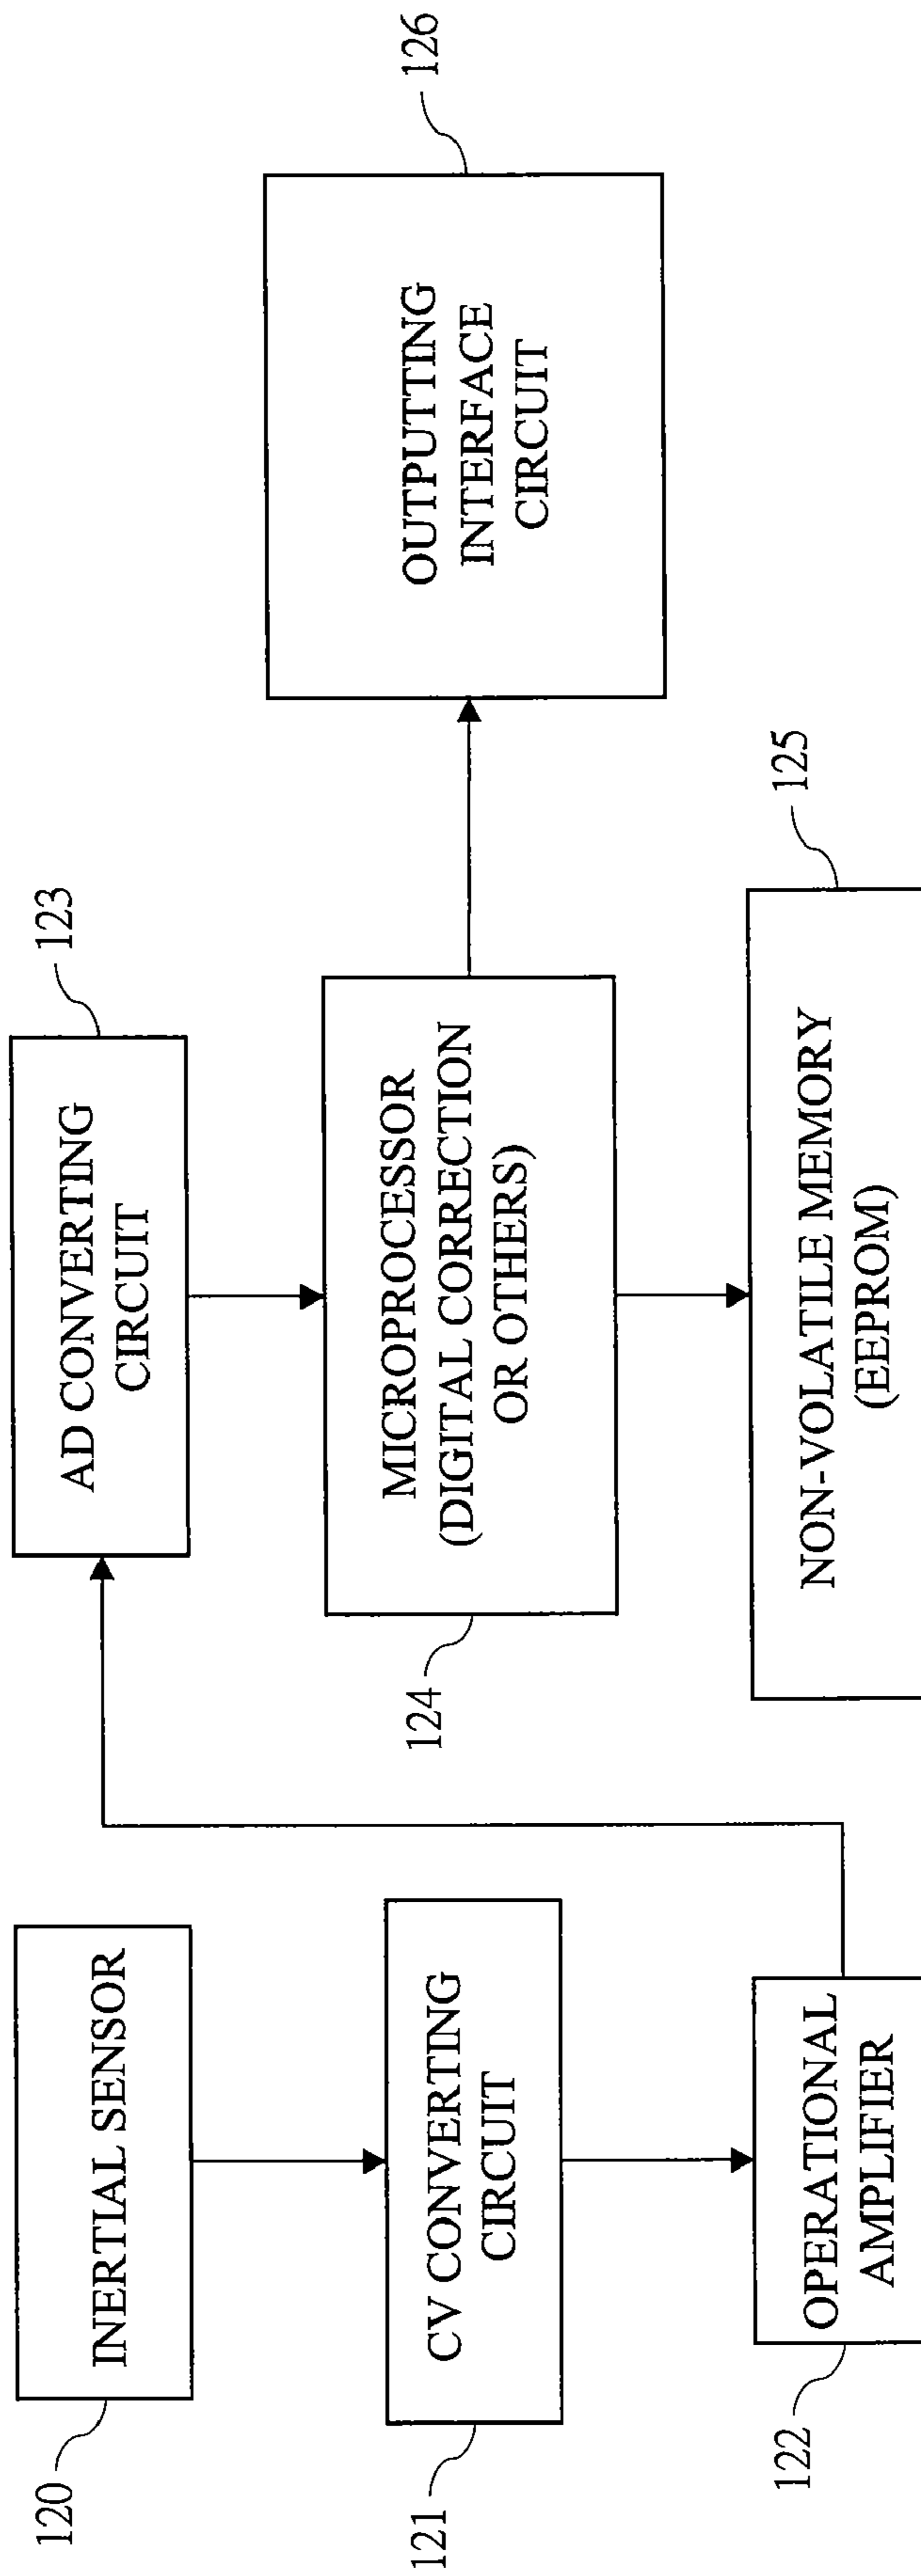 120
INERTIAL SENSOR
121
CV CONVERTING
CIRCUIT
122
OPERATIONAL
AMPLIFIER
123
AD CONVERTING
CIRCUIT
124
MICROPROCESSOR
(DIGITAL CORRECTION
OR OTHERS)
125
NON-VOLATILE MEMORY
(EEPROM)
126
OUTPUTTING
INTERFACE
CIRCUIT